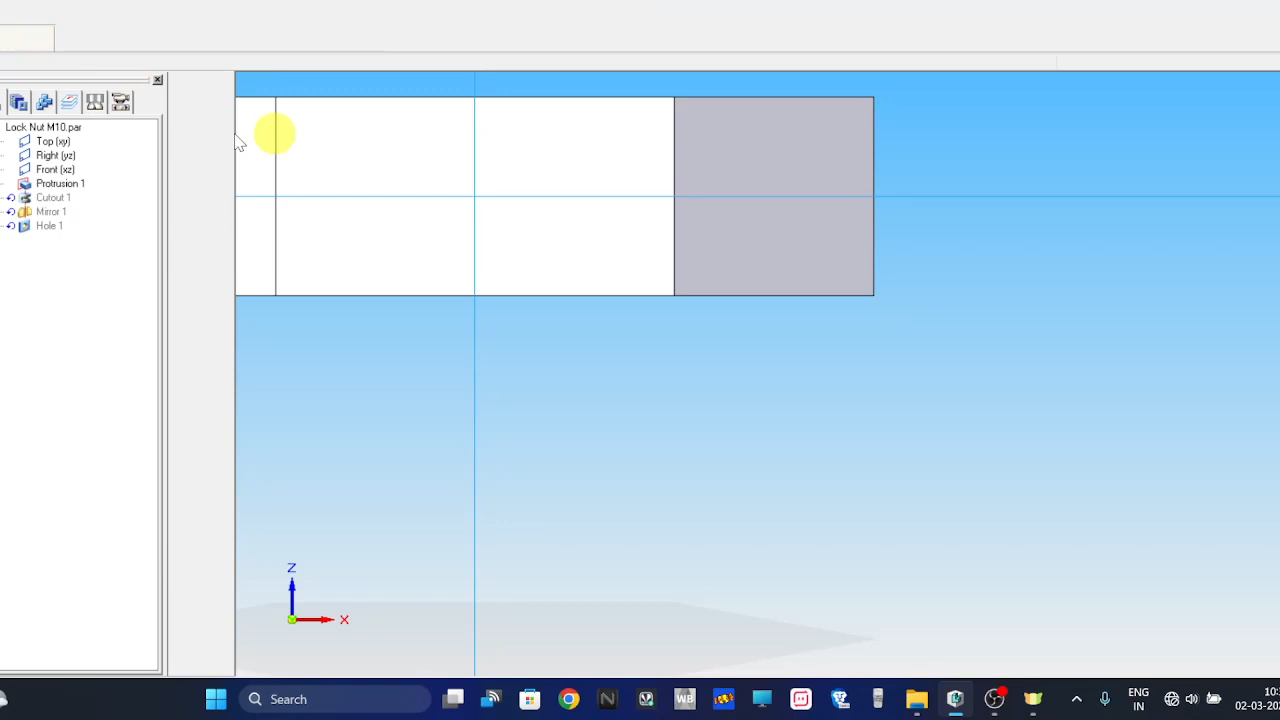 Lock Nut M10.par
Top (xy)
Right (yz)
Front (xz)
Protrusion 1
Cutout 1
Mirror 1
Hole 1
Z
X
Search
WB
ENG
IN
02-03-20